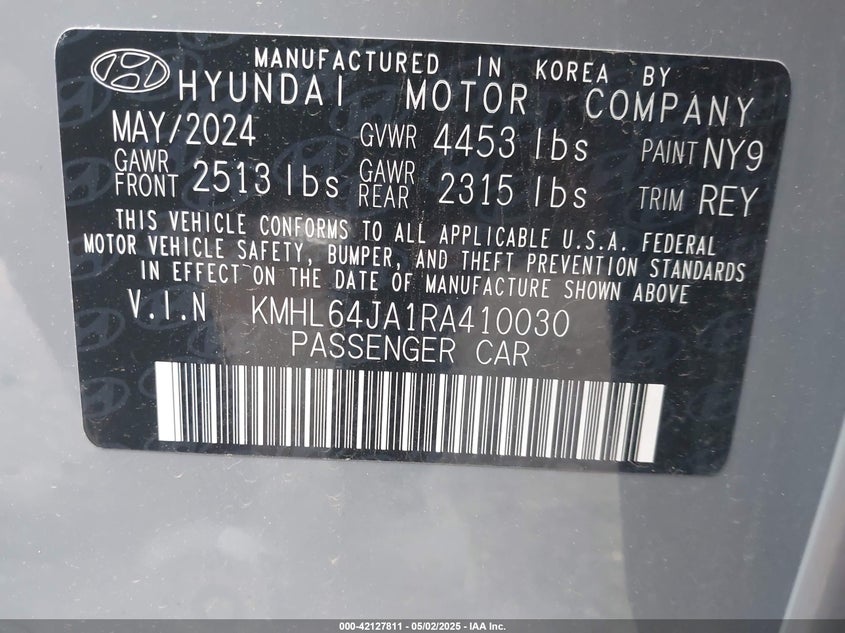 MANUFACTURED IN KOREA BY
HYUNDAI MOTOR COMPANY
MAY/2024 GVWR 4453 lbs PAINT NY9
GAWR FRONT 2513 lbs GAWR REAR 2315 lbs TRIM REY
THIS VEHICLE CONFORMS TO ALL APPLICABLE U.S.A. FEDERAL
MOTOR VEHICLE SAFETY, BUMPER, AND THEFT PREVENTION STANDARDS
IN EFFECT ON THE DATE OF MANUFACTURE SHOWN ABOVE
V.I.N KMHL64JA1RA410030
PASSENGER CAR
000-42127811 - 05/02/2025 - IAA Inc.